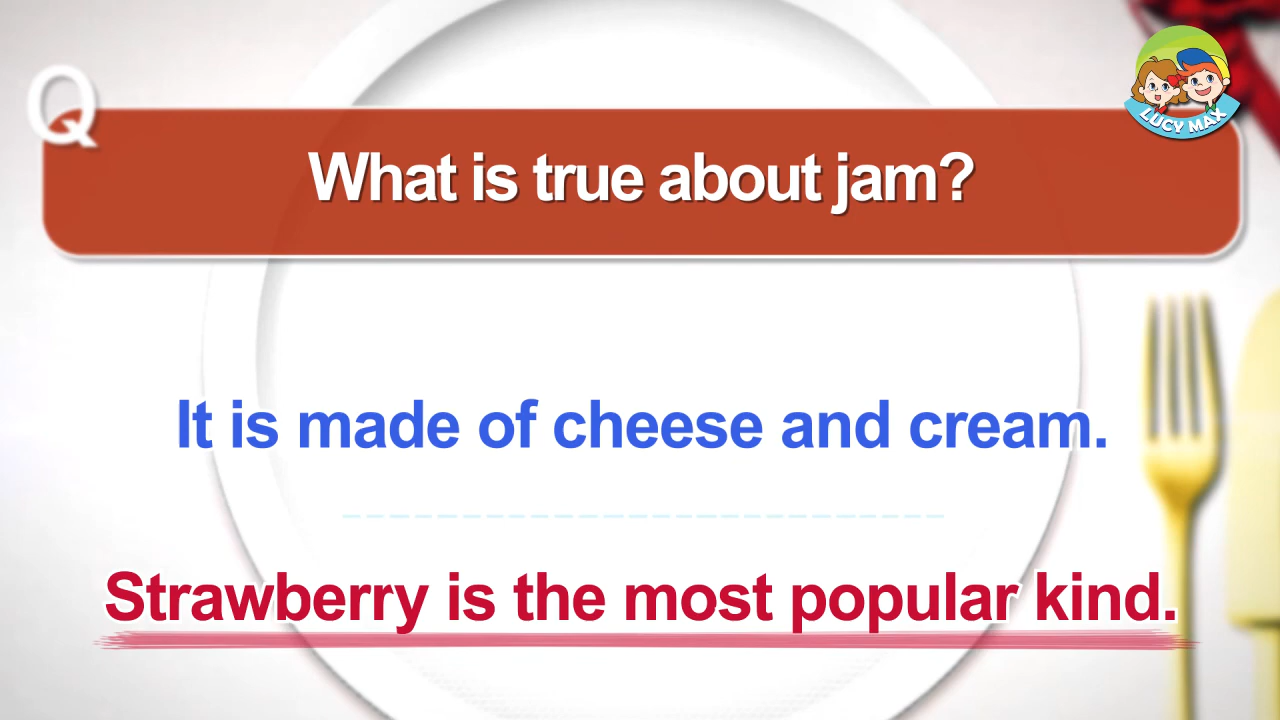 Q
What is true about jam?
LUCY MAX
It is made of cheese and cream.
Strawberry is the most popular kind.